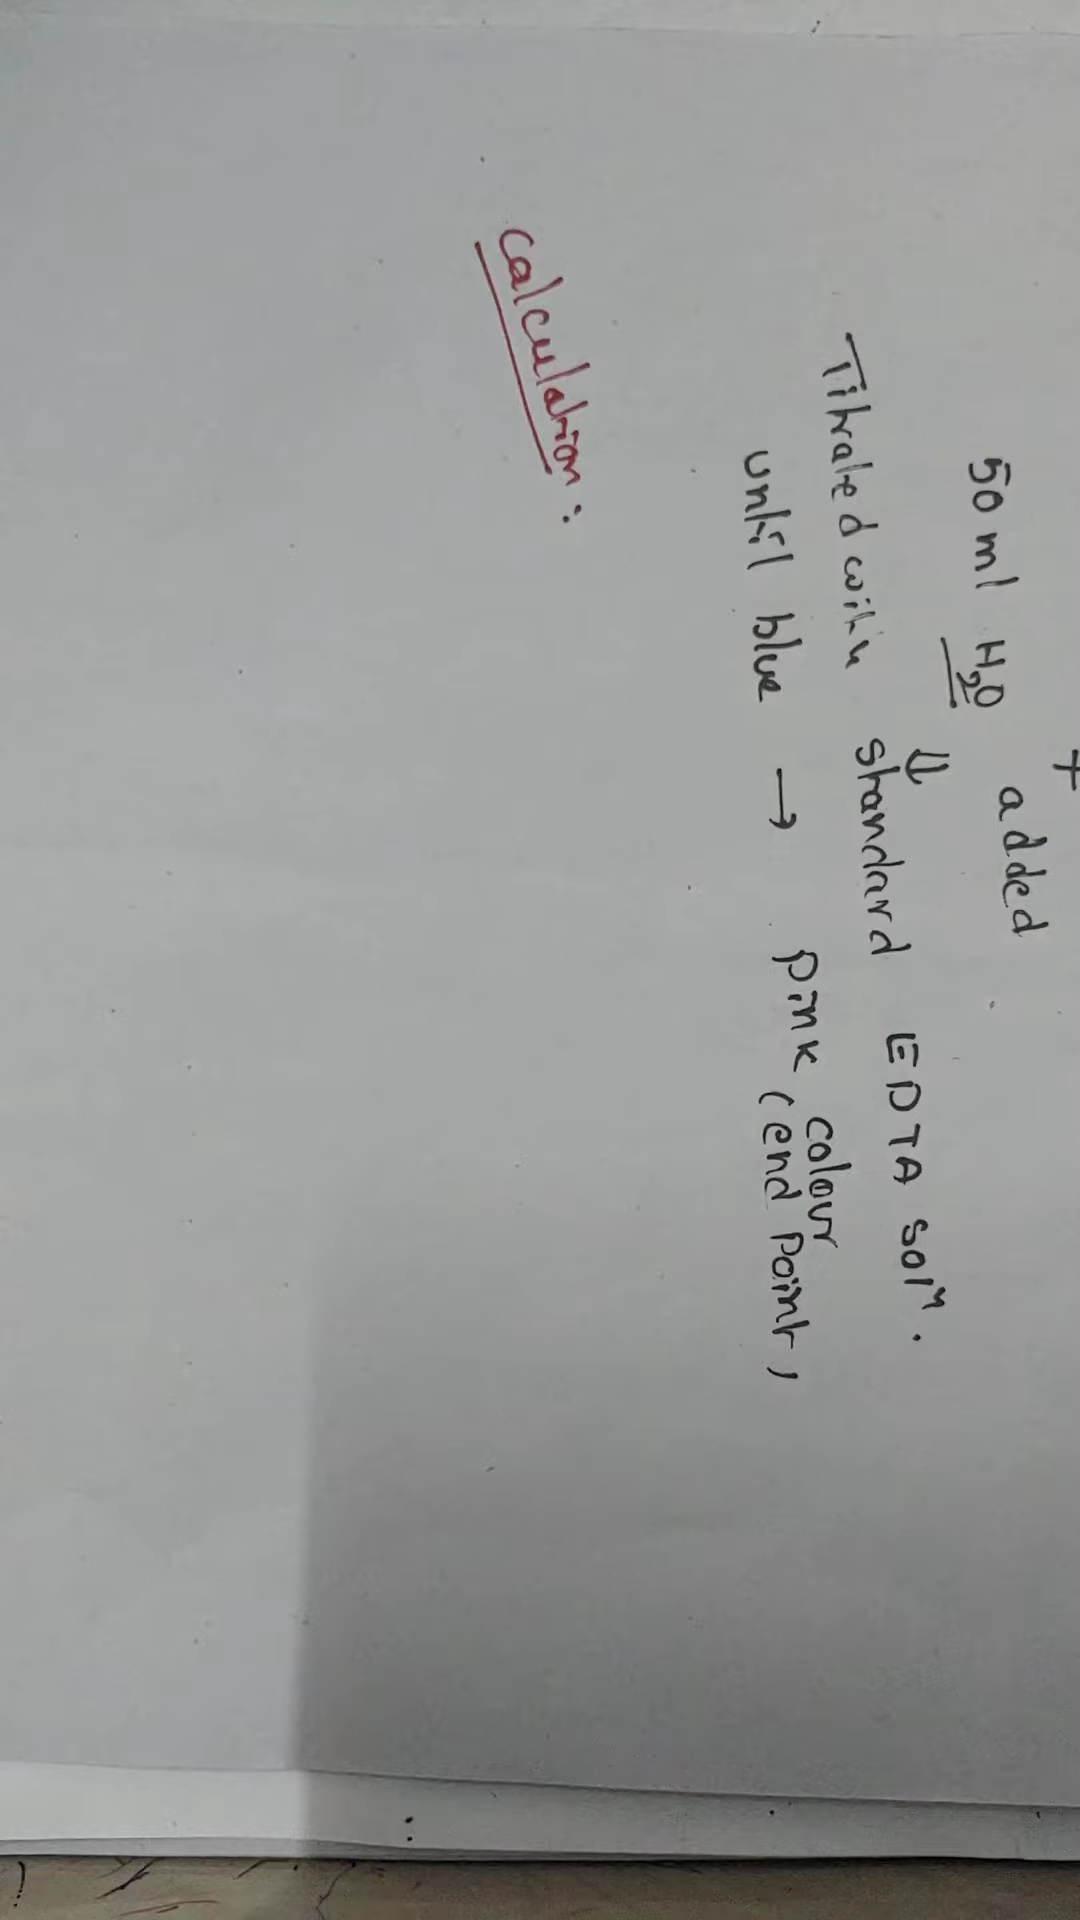 +
50 ml H₂O added
⇓
Titrated with standard EDTA solⁿ.
until blue → pink colour
(end Point)
Calculation: